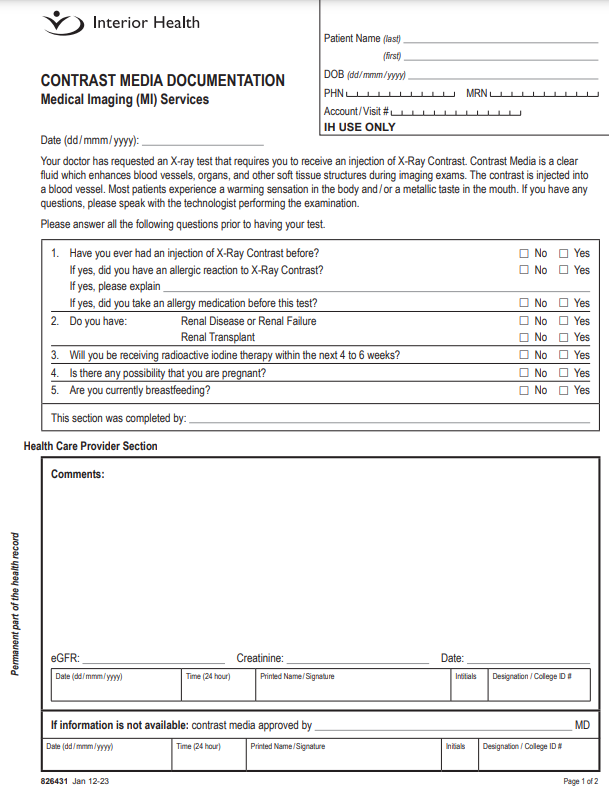 Interior Health
Patient Name (last)
(first)
DOB (dd/mmm/yyyy)
PHN MRN
Account/Visit #
IH USE ONLY
CONTRAST MEDIA DOCUMENTATION
Medical Imaging (MI) Services
Date (dd/mmm/yyyy):
Your doctor has requested an X-ray test that requires you to receive an injection of X-Ray Contrast. Contrast Media is a clear
fluid which enhances blood vessels, organs, and other soft tissue structures during imaging exams. The contrast is injected into
a blood vessel. Most patients experience a warming sensation in the body and/or a metallic taste in the mouth. If you have any
questions, please speak with the technologist performing the examination.
Please answer all the following questions prior to having your test.
1. Have you ever had an injection of X-Ray Contrast before? No Yes
If yes, did you have an allergic reaction to X-Ray Contrast? No Yes
If yes, please explain
If yes, did you take an allergy medication before this test? No Yes
2. Do you have: Renal Disease or Renal Failure No Yes
Renal Transplant No Yes
3. Will you be receiving radioactive iodine therapy within the next 4 to 6 weeks? No Yes
4. Is there any possibility that you are pregnant? No Yes
5. Are you currently breastfeeding? No Yes
This section was completed by:
Health Care Provider Section
Comments:
Permanent part of the health record
eGFR: Creatinine: Date:
Date (dd/mmm/yyyy) Time (24 hour) Printed Name/Signature Intitials Designation / College ID #
If information is not available: contrast media approved by MD
Date (dd/mmm/yyyy) Time (24 hour) Printed Name/Signature Initials Designation / College ID #
826431 Jan 12-23 Page 1 of 2